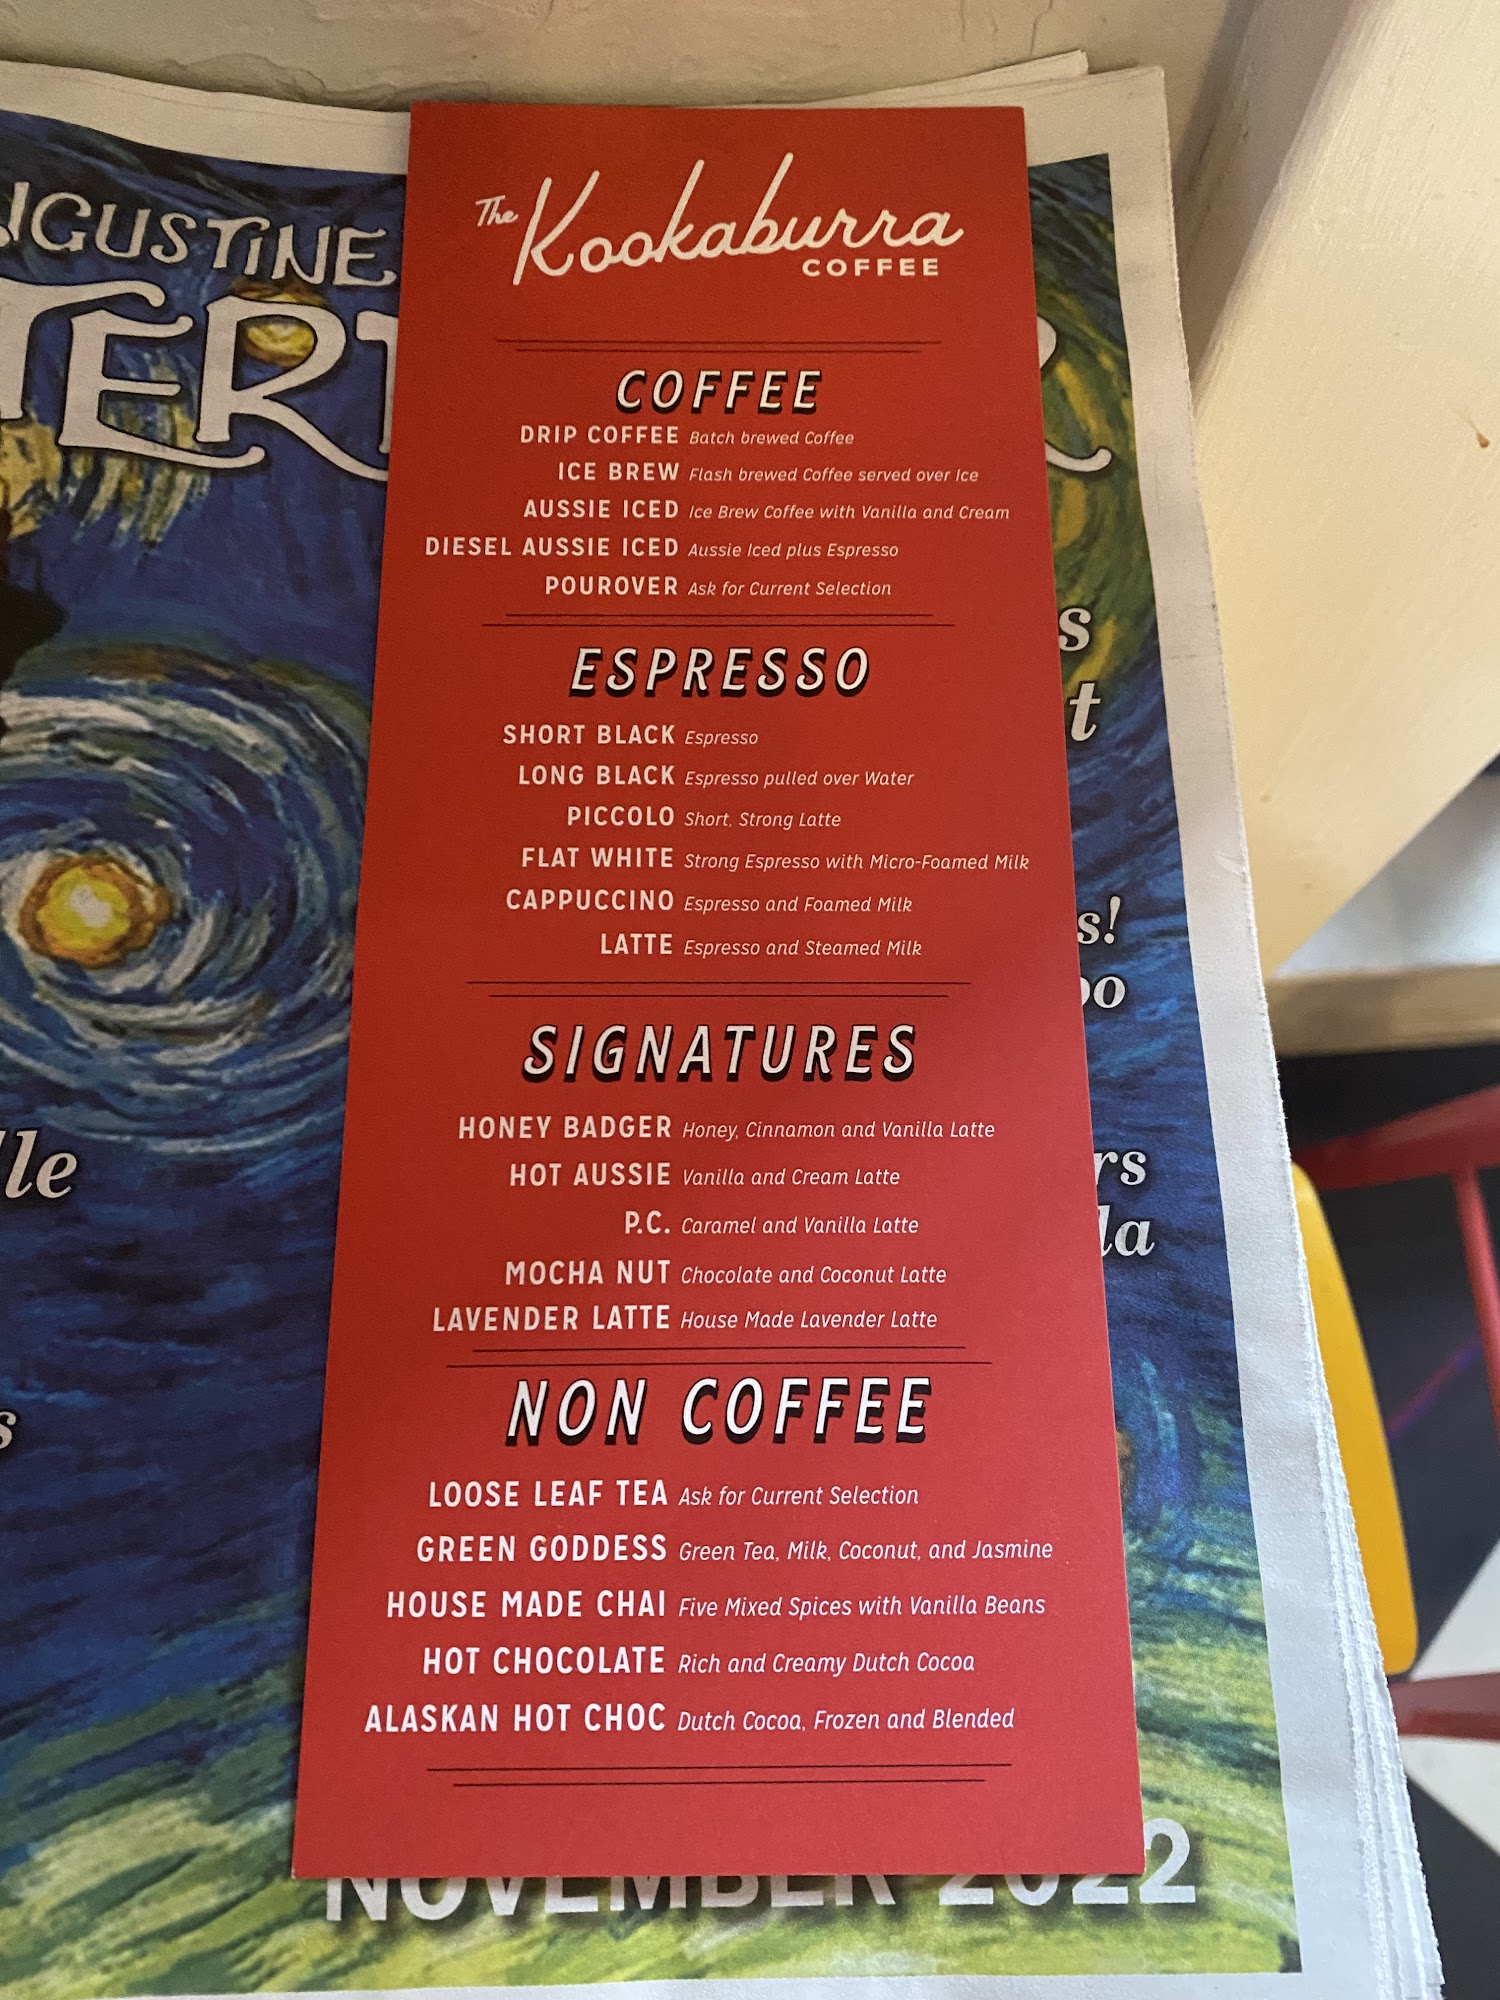 The Kookaburra
COFFEE
COFFEE
DRIP COFFEE Batch brewed Coffee
ICE BREW Flash brewed Coffee served over Ice
AUSSIE ICED Ice Brew Coffee with Vanilla and Cream
DIESEL AUSSIE ICED Aussie Iced plus Espresso
POUROVER Ask for Current Selection
ESPRESSO
SHORT BLACK Espresso
LONG BLACK Espresso pulled over Water
PICCOLO Short, Strong Latte
FLAT WHITE Strong Espresso with Micro-Foamed Milk
CAPPUCCINO Espresso and Foamed Milk
LATTE Espresso and Steamed Milk
SIGNATURES
HONEY BADGER Honey, Cinnamon and Vanilla Latte
HOT AUSSIE Vanilla and Cream Latte
P.C. Caramel and Vanilla Latte
MOCHA NUT Chocolate and Coconut Latte
LAVENDER LATTE House Made Lavender Latte
NON COFFEE
LOOSE LEAF TEA Ask for Current Selection
GREEN GODDESS Green Tea, Milk, Coconut, and Jasmine
HOUSE MADE CHAI Five Mixed Spices with Vanilla Beans
HOT CHOCOLATE Rich and Creamy Dutch Cocoa
ALASKAN HOT CHOC Dutch Cocoa, Frozen and Blended
NOVEMBER 2022